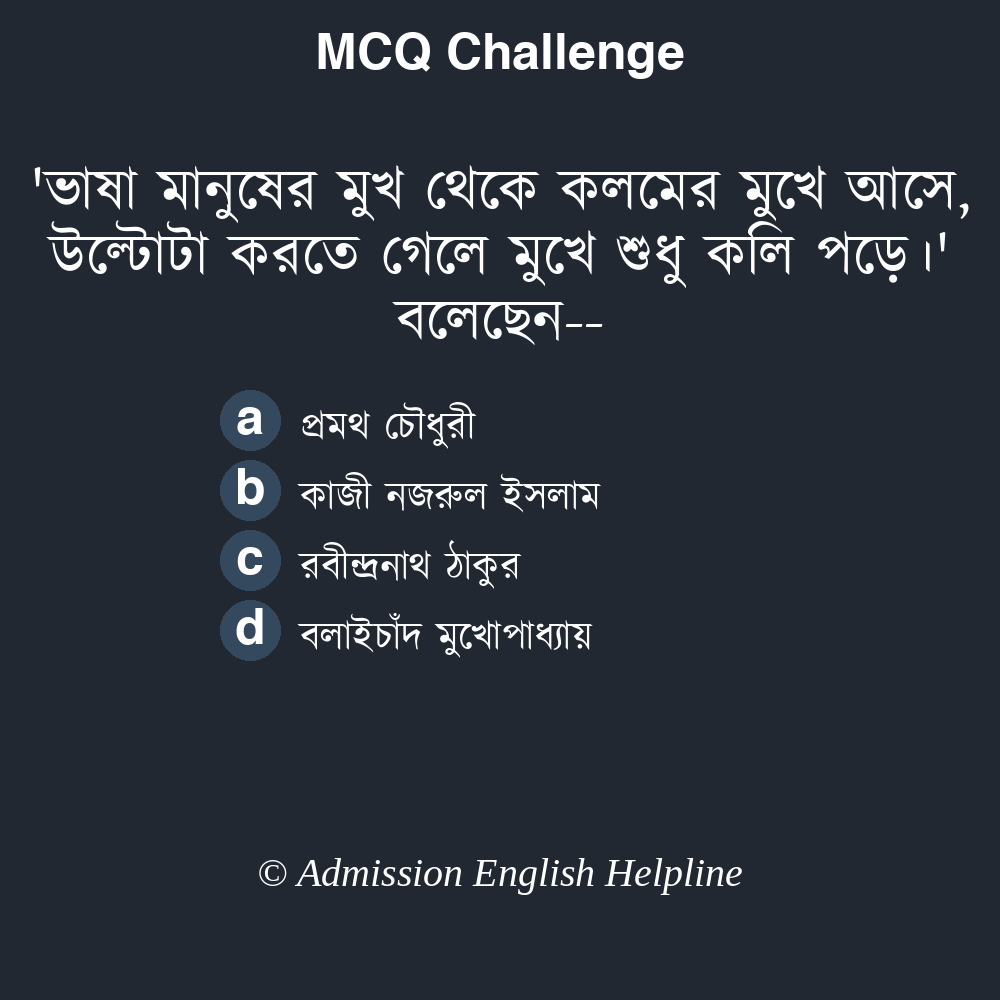 MCQ Challenge
'ভাষা মানুষের মুখ থেকে কলমের মুখে আসে,
উল্টোটা করতে গেলে মুখে শুধু কলি পড়ে।'
বলেছেন--
a প্রমথ চৌধুরী
b কাজী নজরুল ইসলাম
c রবীন্দ্রনাথ ঠাকুর
d বলাইচাঁদ মুখোপাধ্যায়
© Admission English Helpline